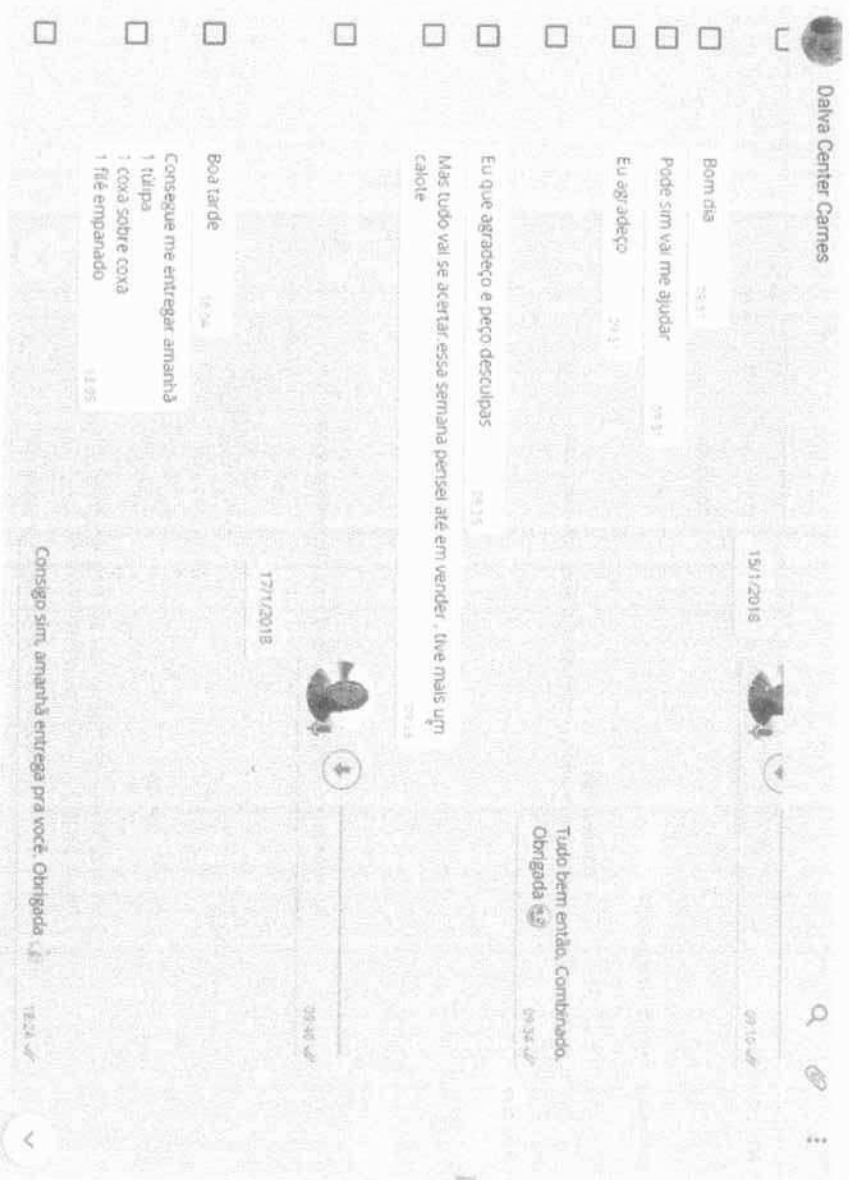 Dalva Center Carnes
15/1/2018
Bom dia
Pode sim vai me ajudar
Eu agradeço
Tudo bem então. Combinado.
Obrigada
Eu que agradeço e peço desculpas
Mas tudo vai se acertar essa semana pensei até em vender , tive mais um
calote
17/1/2018
Boa tarde
Consegue me entregar amanhã
1 tulipa
1 coxa sobre coxa
1 filé empanado
Consigo sim, amanhã entrega pra você. Obrigada
18:24